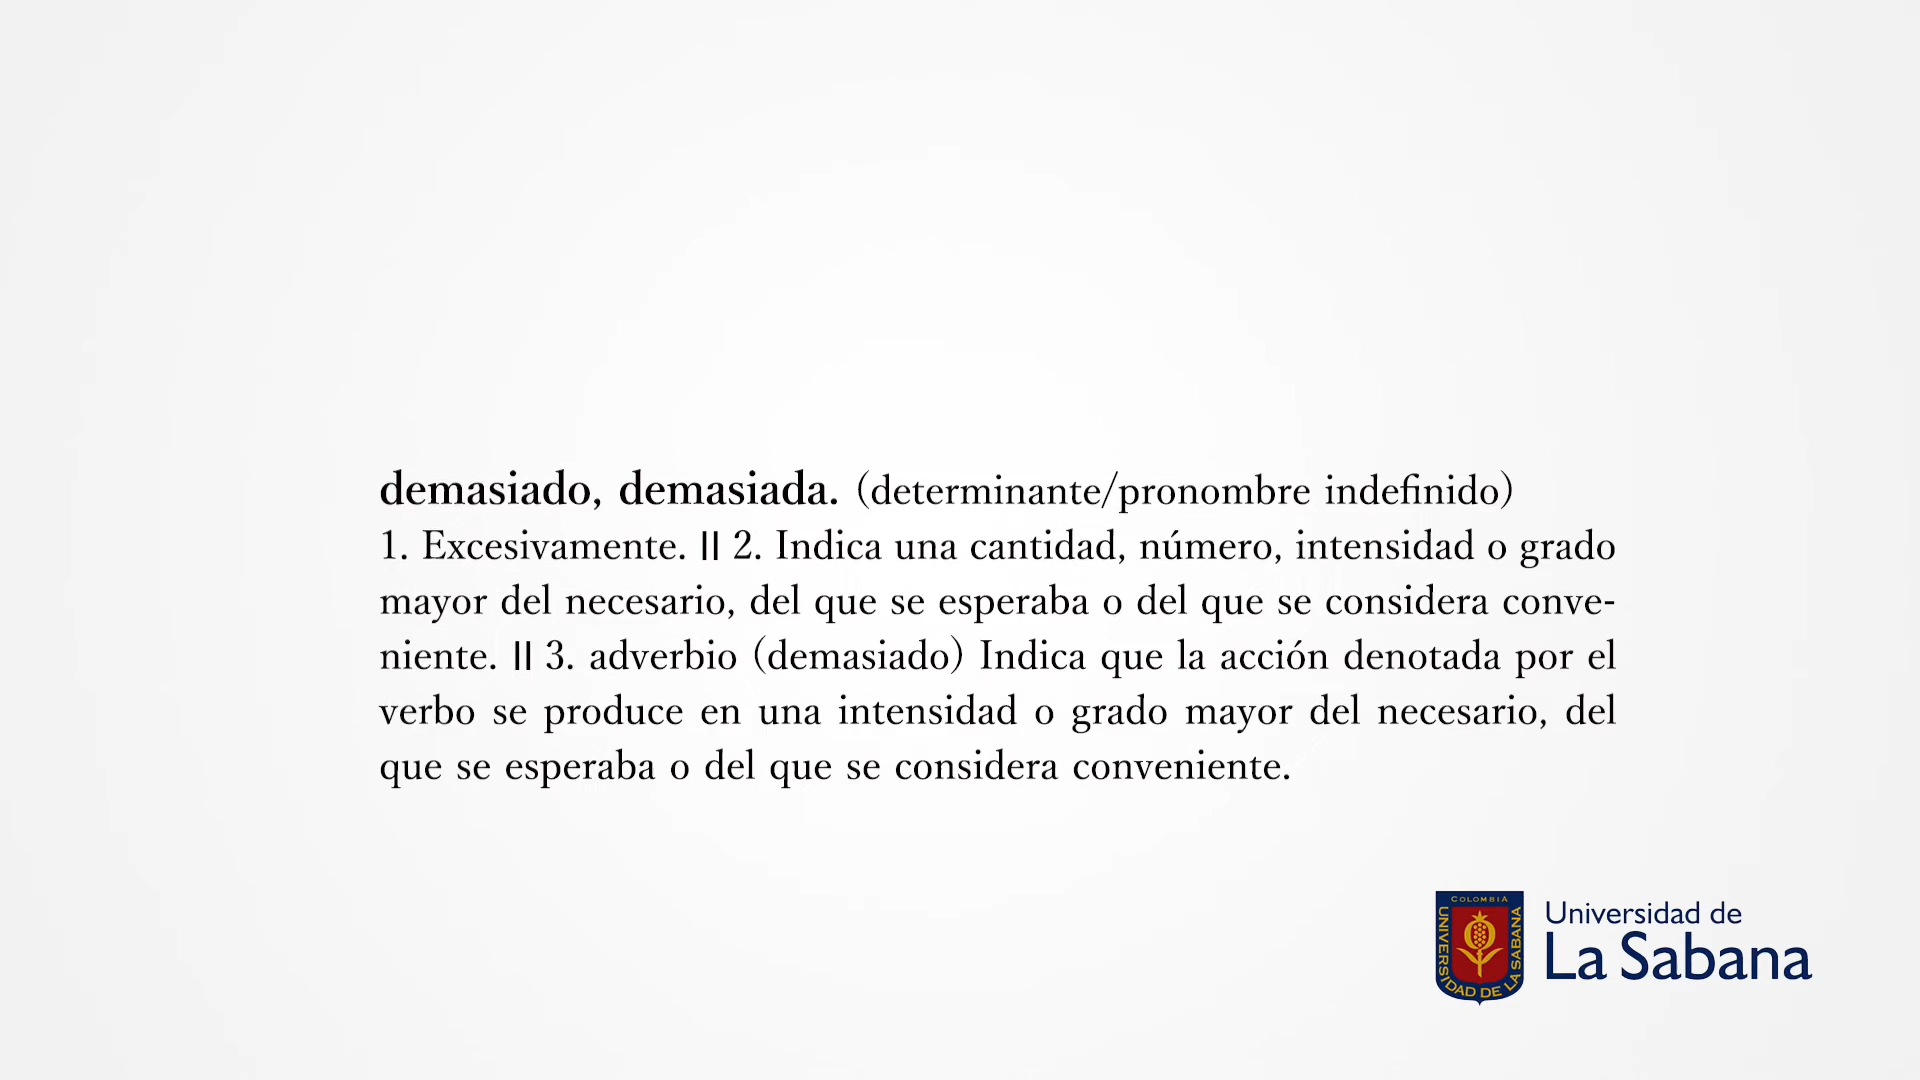 demasiado, demasiada. (determinante/pronombre indefinido)
1. Excesivamente. || 2. Indica una cantidad, número, intensidad o grado
mayor del necesario, del que se esperaba o del que se considera conve-
niente. || 3. adverbio (demasiado) Indica que la acción denotada por el
verbo se produce en una intensidad o grado mayor del necesario, del
que se esperaba o del que se considera conveniente.
COLOMBIA
UNIVERSIDAD DE LA SABANA
Universidad de
La Sabana